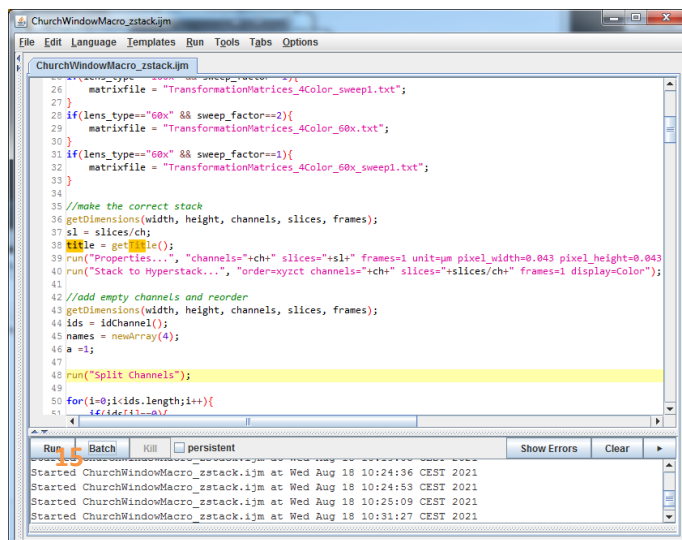 ChurchWindowMacro_zstack.ijm
File Edit Language Templates Run Tools Tabs Options
ChurchWindowMacro_zstack.ijm
26 matrixfile = "TransformationMatrices_4Color_sweep1.txt";
27 }
28 if(lens_type=="60x" && sweep_factor==2){
29 matrixfile = "TransformationMatrices_4Color_60x.txt";
30 }
31 if(lens_type=="60x" && sweep_factor==1){
32 matrixfile = "TransformationMatrices_4Color_60x_sweep1.txt";
33 }
34
35 //make the correct stack
36 getDimensions(width, height, channels, slices, frames);
37 sl = slices/ch;
38 title = getTitle();
39 run("Properties...", "channels="+ch+" slices="+sl+" frames=1 unit=µm pixel_width=0.043 pixel_height=0.043
40 run("Stack to Hyperstack...", "order=xyzct channels="+ch+" slices="+slices/ch+" frames=1 display=Color");
41
42 //add empty channels and reorder
43 getDimensions(width, height, channels, slices, frames);
44 ids = idChannel();
45 names = newArray(4);
46 a =1;
47
48 run("Split Channels");
49
50 for(i=0;i<ids.length;i++){
51 if(ids[i]==0){
Run Batch Kill persistent Show Errors Clear
15
Started ChurchWindowMacro_zstack.ijm at Wed Aug 18 10:24:36 CEST 2021
Started ChurchWindowMacro_zstack.ijm at Wed Aug 18 10:24:53 CEST 2021
Started ChurchWindowMacro_zstack.ijm at Wed Aug 18 10:25:09 CEST 2021
Started ChurchWindowMacro_zstack.ijm at Wed Aug 18 10:31:27 CEST 2021